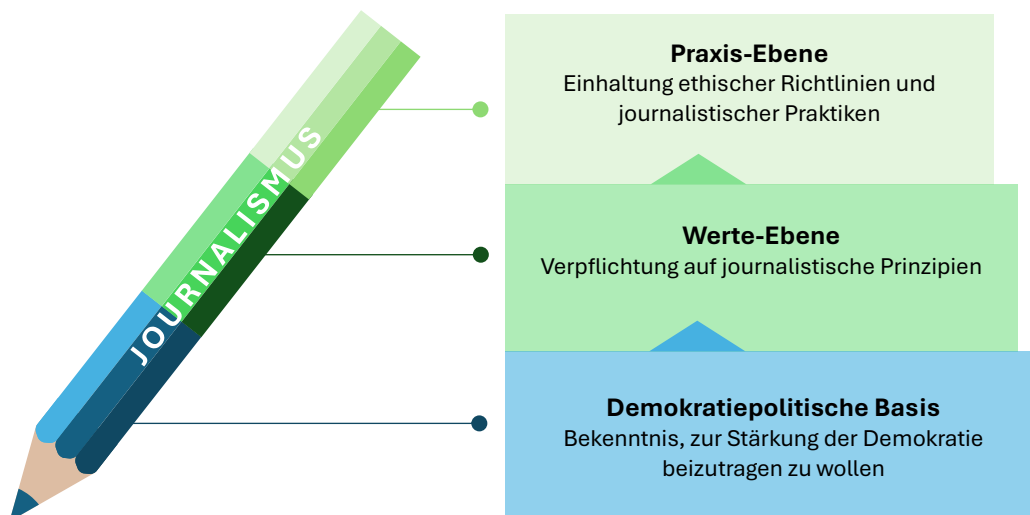 JOURNALISMUS
Praxis-Ebene
Einhaltung ethischer Richtlinien und
journalistischer Praktiken
Werte-Ebene
Verpflichtung auf journalistische Prinzipien
Demokratiepolitische Basis
Bekenntnis, zur Stärkung der Demokratie
beizutragen zu wollen